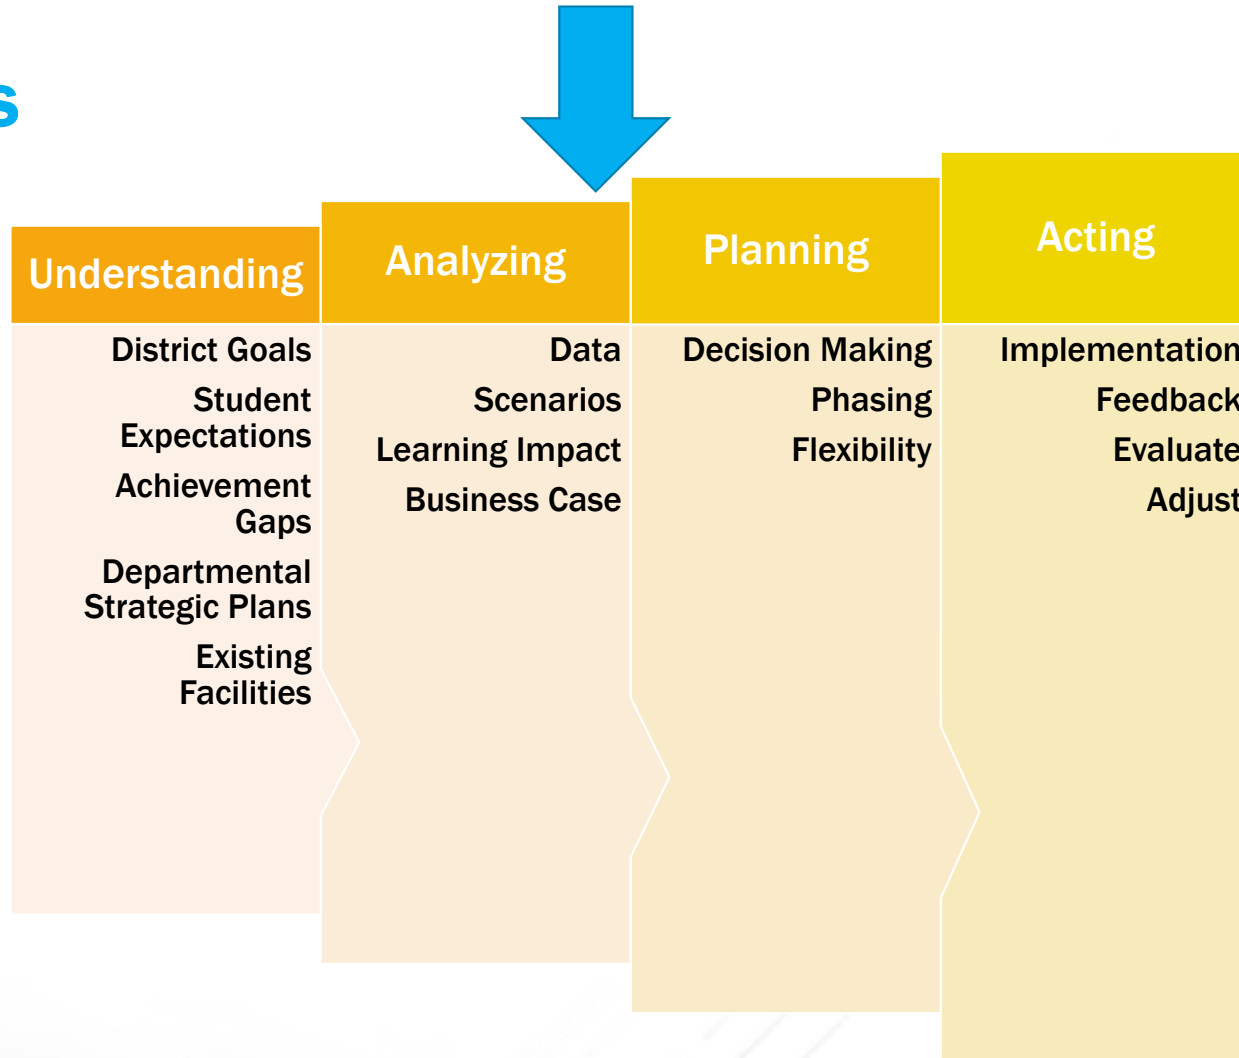 s
Understanding
Analyzing
Planning
Acting
District Goals
Student
Expectations
Achievement
Gaps
Departmental
Strategic Plans
Existing
Facilities
Data
Scenarios
Learning Impact
Business Case
Decision Making
Phasing
Flexibility
Implementation
Feedback
Evaluate
Adjust